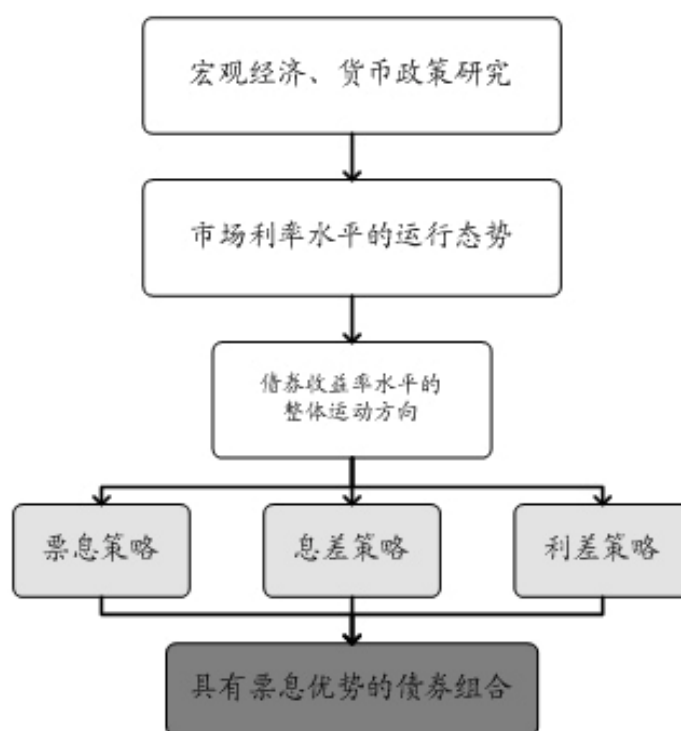 宏观经济、货币政策研究
市场利率水平的运行态势
债券收益率水平的
整体运动方向
票息策略
息差策略
利差策略
具有票息优势的债券组合